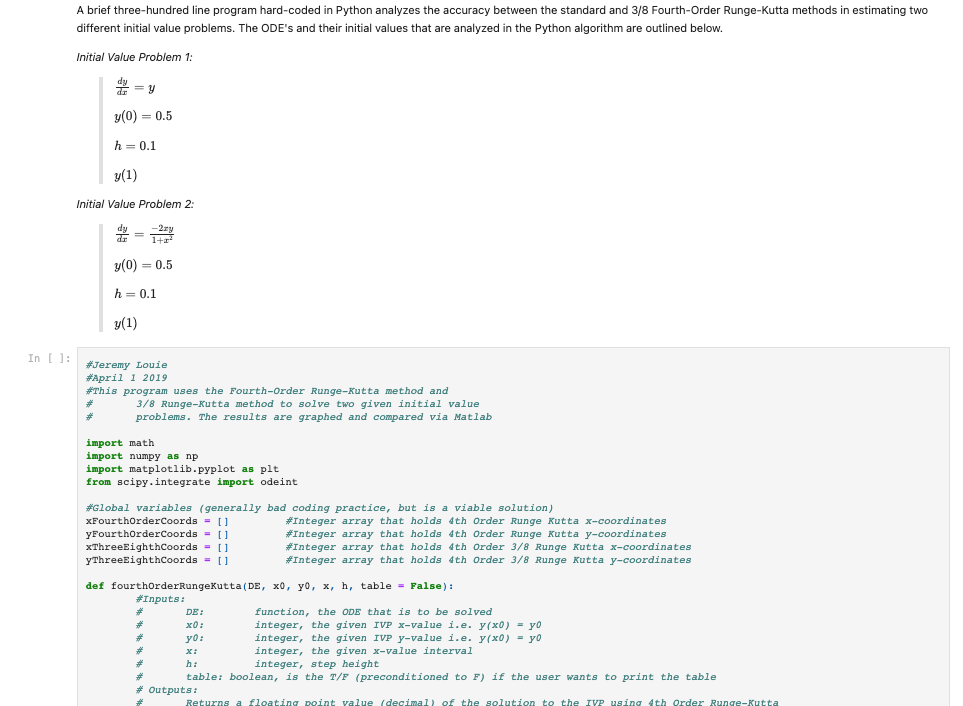 A brief three-hundred line program hard-coded in Python analyzes the accuracy between the standard and 3/8 Fourth-Order Runge-Kutta methods in estimating two
different initial value problems. The ODE's and their initial values that are analyzed in the Python algorithm are outlined below.
Initial Value Problem 1:
dy/dx = y
y(0) = 0.5
h = 0.1
y(1)
Initial Value Problem 2:
dy/dx = -2xy/1+x²
y(0) = 0.5
h = 0.1
y(1)
In [ ]:
#Jeremy Louie
#April 1 2019
#This program uses the Fourth-Order Runge-Kutta method and
#       3/8 Runge-Kutta method to solve two given initial value
#       problems. The results are graphed and compared via Matlab
import math
import numpy as np
import matplotlib.pyplot as plt
from scipy.integrate import odeint
#Global variables (generally bad coding practice, but is a viable solution)
xFourthOrderCoords = []         #Integer array that holds 4th Order Runge Kutta x-coordinates
yFourthOrderCoords = []         #Integer array that holds 4th Order Runge Kutta y-coordinates
xThreeEighthCoords = []         #Integer array that holds 4th Order 3/8 Runge Kutta x-coordinates
yThreeEighthCoords = []         #Integer array that holds 4th Order 3/8 Runge Kutta y-coordinates
def fourthOrderRungeKutta(DE, x0, y0, x, h, table = False):
        #Inputs:
        #       DE:        function, the ODE that is to be solved
        #       x0:        integer, the given IVP x-value i.e. y(x0) = y0
        #       y0:        integer, the given IVP y-value i.e. y(x0) = y0
        #       x:         integer, the given x-value interval
        #       h:         integer, step height
        #       table: boolean, is the T/F (preconditioned to F) if the user wants to print the table
        # Outputs:
        #       Returns a floating point value (decimal) of the solution to the IVP using 4th Order Runge-Kutta